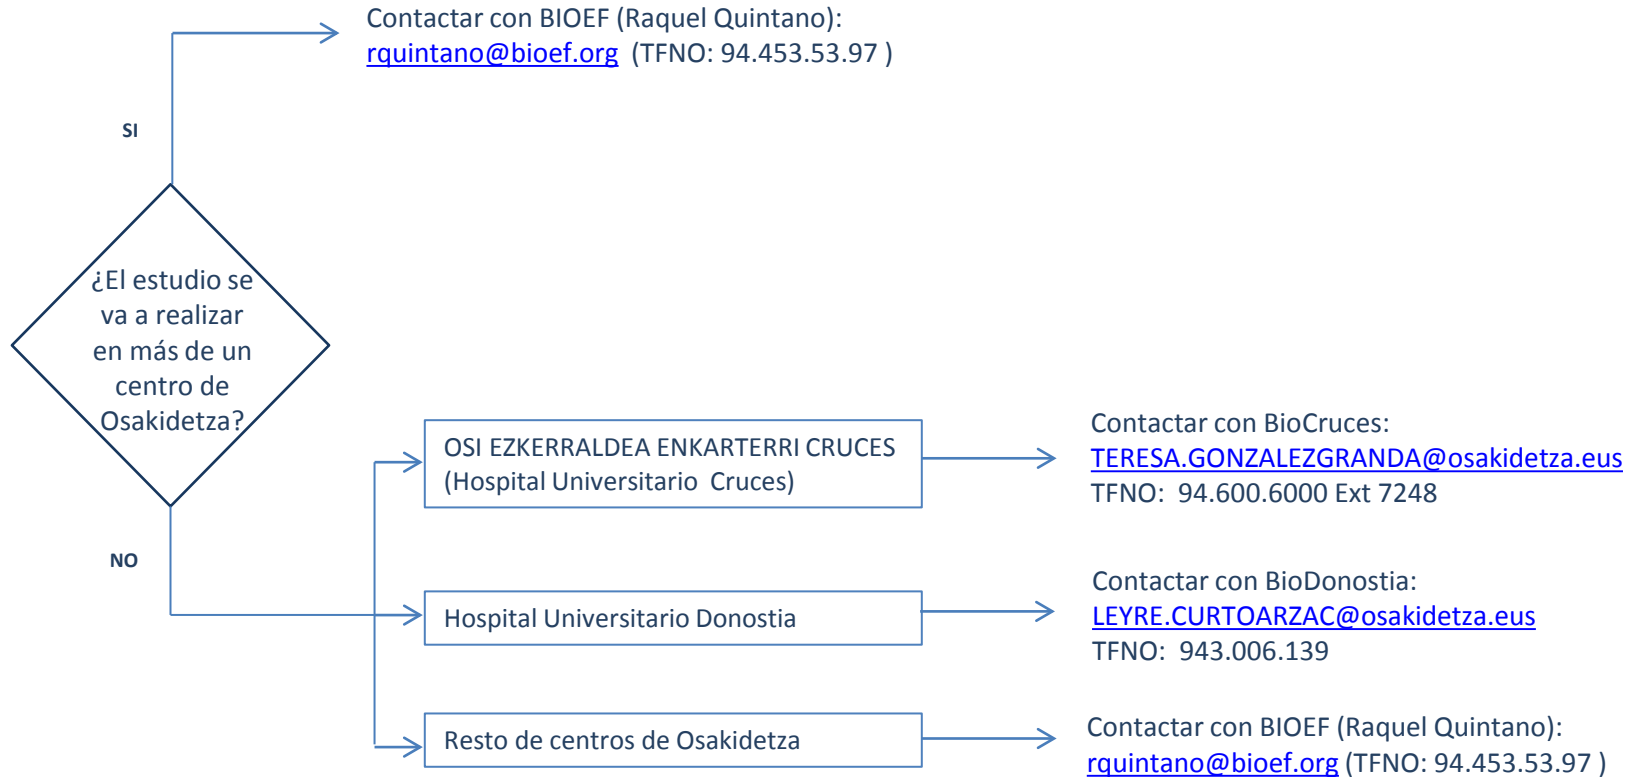 Contactar con BIOEF (Raquel Quintano):
rquintano@bioef.org (TFNO: 94.453.53.97 )
SI
¿El estudio se
va a realizar
en más de un
centro de
Osakidetza?
NO
OSI EZKERRALDEA ENKARTERRI CRUCES
(Hospital Universitario Cruces)
Contactar con BioCruces:
TERESA.GONZALEZGRANDA@osakidetza.eus
TFNO: 94.600.6000 Ext 7248
Hospital Universitario Donostia
Contactar con BioDonostia:
LEYRE.CURTOARZAC@osakidetza.eus
TFNO: 943.006.139
Resto de centros de Osakidetza
Contactar con BIOEF (Raquel Quintano):
rquintano@bioef.org (TFNO: 94.453.53.97 )